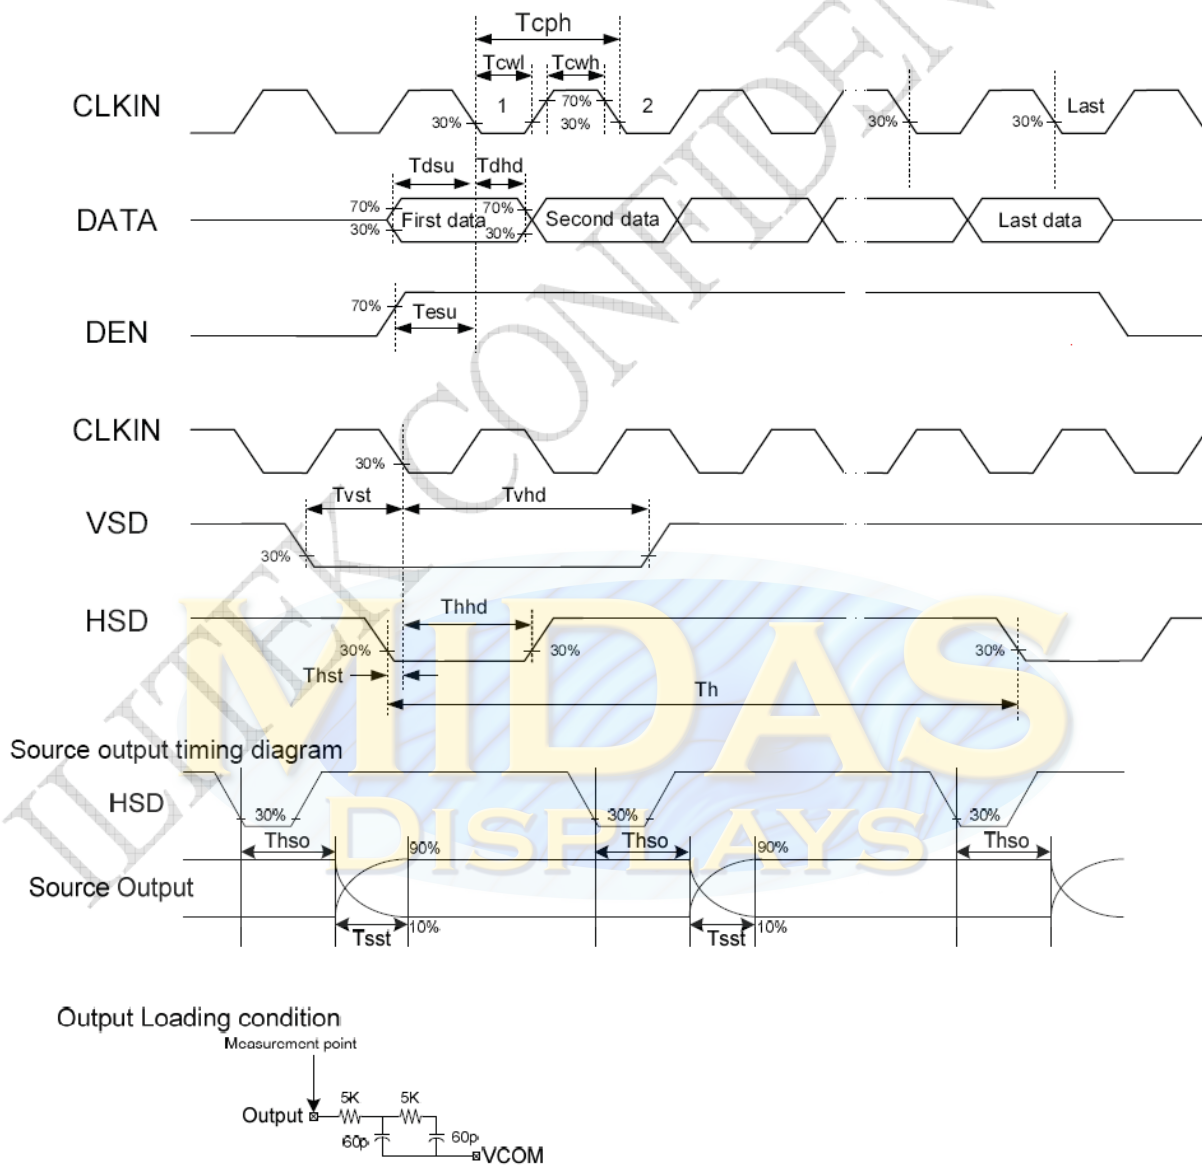 Tcph
Tcwl Tcwh
CLKIN 30% 1 70% 30% 2 30% 30% Last
Tdsu Tdhd
DATA 70% 30% First data 70% 30% Second data Last data
DEN 70% Tesu
CLKIN 30%
Tvst Tvhd
VSD 30%
HSD 30% Thhd 30% 30%
Thst
Th
Source output timing diagram
HSD 30% 30% 30%
Thso 90% Thso 90% Thso
Source Output
Tsst 10% Tsst 10%
Output Loading condition
Measurement point
5K 5K
Output
60p 60p
VCOM
ILITEK CONFIDEN
MIDAS
DISPLAYS